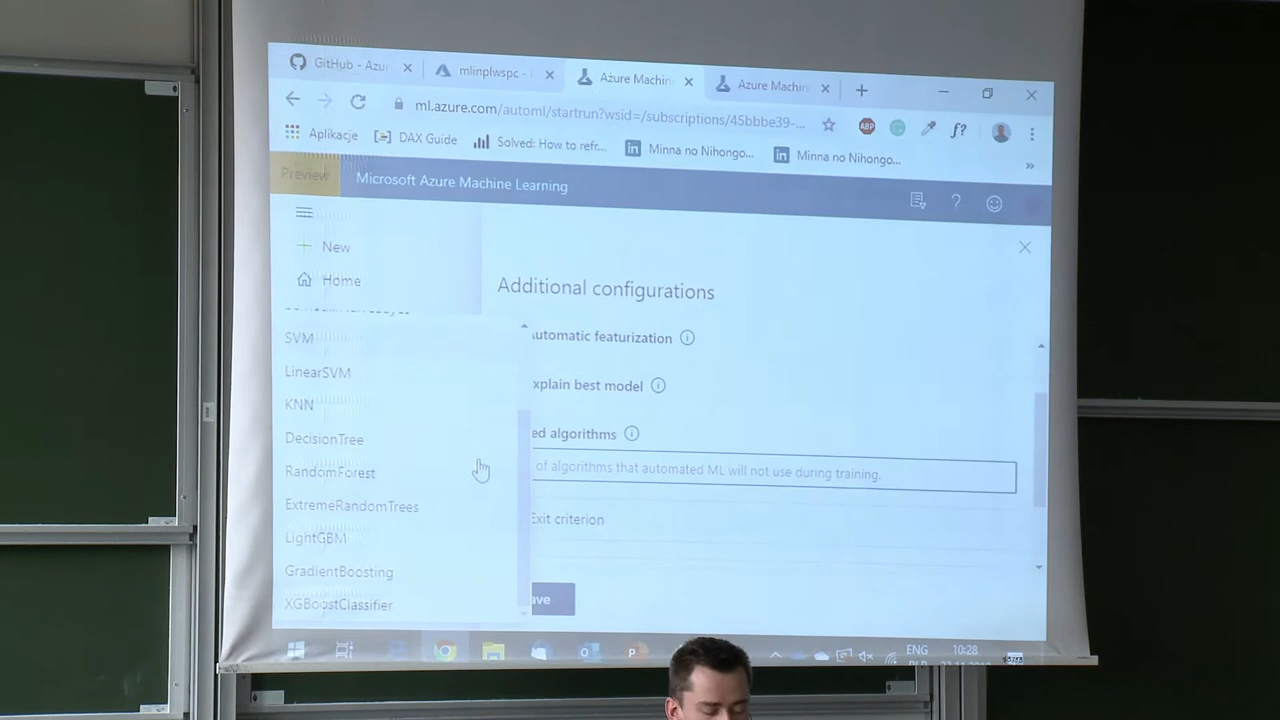 GitHub - Azu
mlinplwspc -
Azure Machin
Azure Machin
ml.azure.com/automl/startrun?wsid=/subscriptions/45bbbe39-...
ABP
f?
Aplikacje
DAX Guide
Solved: How to refr...
Minna no Nihongo...
Minna no Nihongo...
Preview
Microsoft Azure Machine Learning
New
Home
Additional configurations
SVM
LinearSVM
KNN
DecisionTree
RandomForest
ExtremeRandomTrees
LightGBM
GradientBoosting
XGBoostClassifier
utomatic featurization
xplain best model
ed algorithms
of algorithms that automated ML will not use during training.
Exit criterion
ave
ENG
10:28